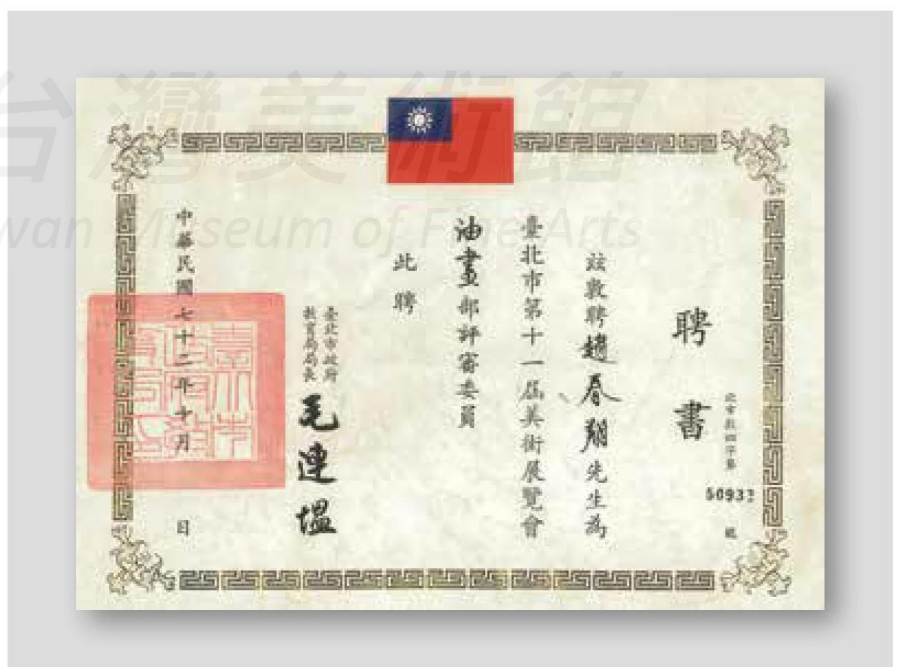 聘書
北市教四字第
50933
號
茲敦聘趙春翔先生為
臺北市第十一屆美術展覽會
油畫部評審委員
此聘
臺北市政府
教育局局長
毛連塭
中華民國七十二年十月 日
台灣美術館
wan Museum of Fine Arts